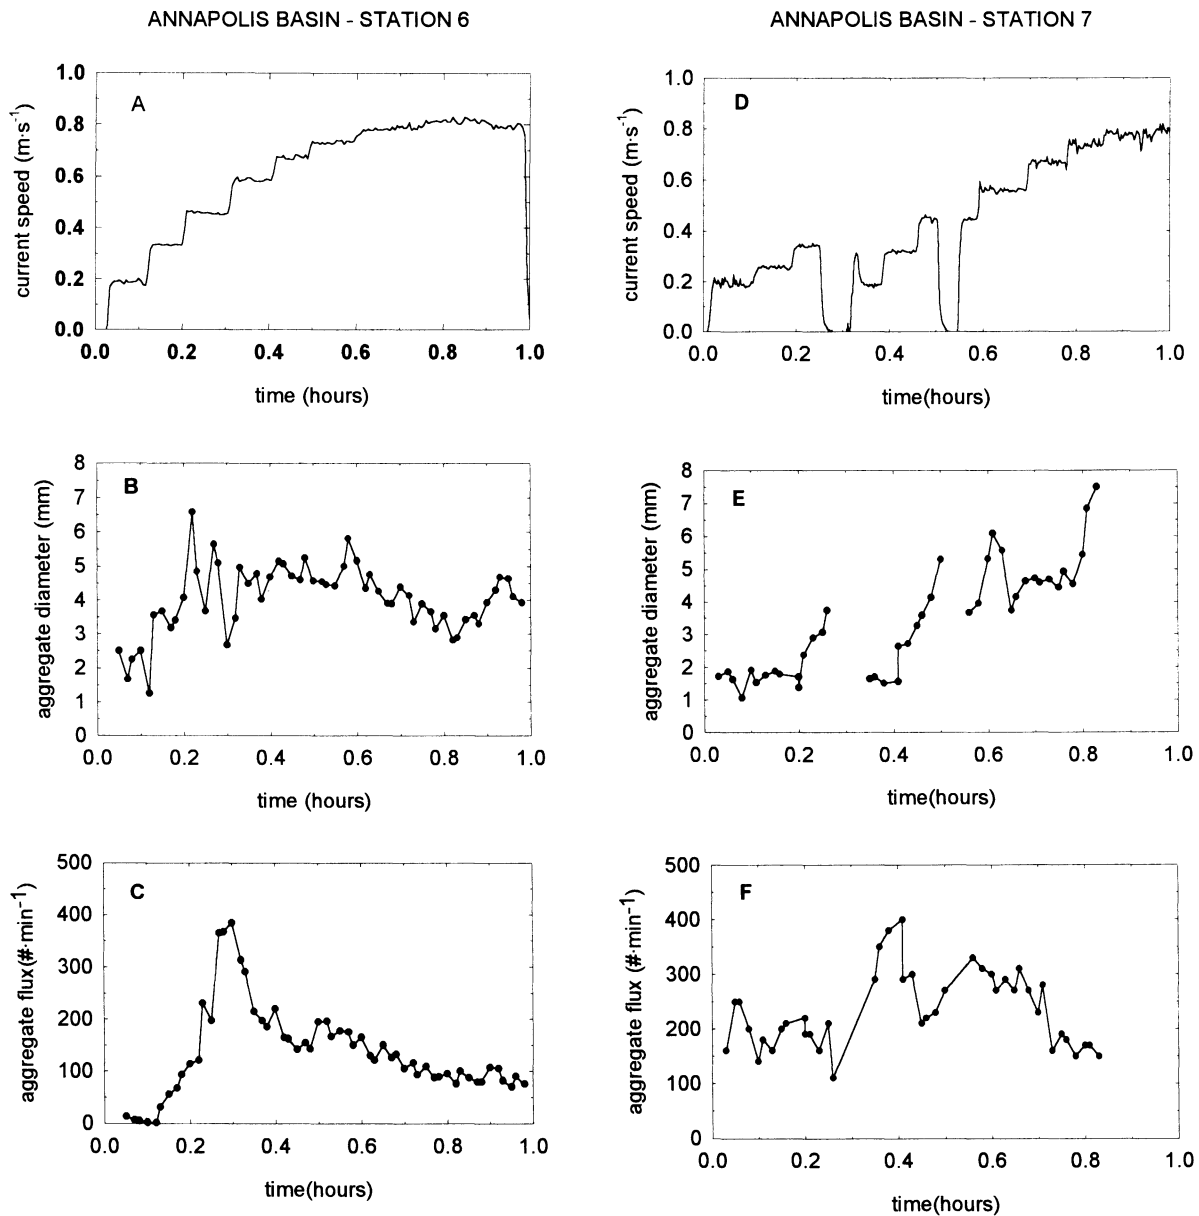 ANNAPOLIS BASIN - STATION 6
ANNAPOLIS BASIN - STATION 7
A
current speed (m·s⁻¹)
1.0
0.8
0.6
0.4
0.2
0.0
0.0 0.2 0.4 0.6 0.8 1.0
time (hours)
D
current speed (m·s⁻¹)
1.0
0.8
0.6
0.4
0.2
0.0
0.0 0.2 0.4 0.6 0.8 1.0
time(hours)
B
aggregate diameter (mm)
8
7
6
5
4
3
2
1
0
0.0 0.2 0.4 0.6 0.8 1.0
time (hours)
E
aggregate diameter (mm)
8
7
6
5
4
3
2
1
0
0.0 0.2 0.4 0.6 0.8 1.0
time(hours)
C
aggregate flux(#·min⁻¹)
500
400
300
200
100
0
0.0 0.2 0.4 0.6 0.8 1.0
time(hours)
F
aggregate flux (#·min⁻¹)
500
400
300
200
100
0
0.0 0.2 0.4 0.6 0.8 1.0
time(hours)